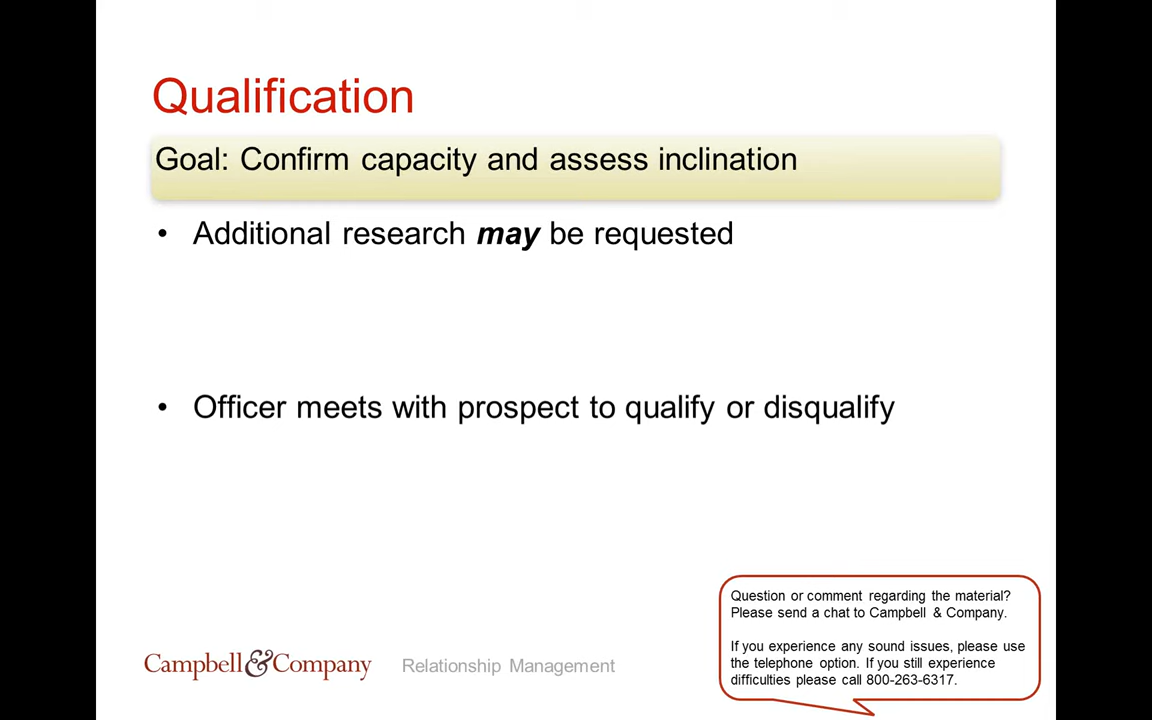 Qualification
Goal: Confirm capacity and assess inclination
• Additional research may be requested
• Officer meets with prospect to qualify or disqualify
Question or comment regarding the material?
Please send a chat to Campbell & Company.
If you experience any sound issues, please use
the telephone option. If you still experience
difficulties please call 800-263-6317.
Campbell&Company
Relationship Management